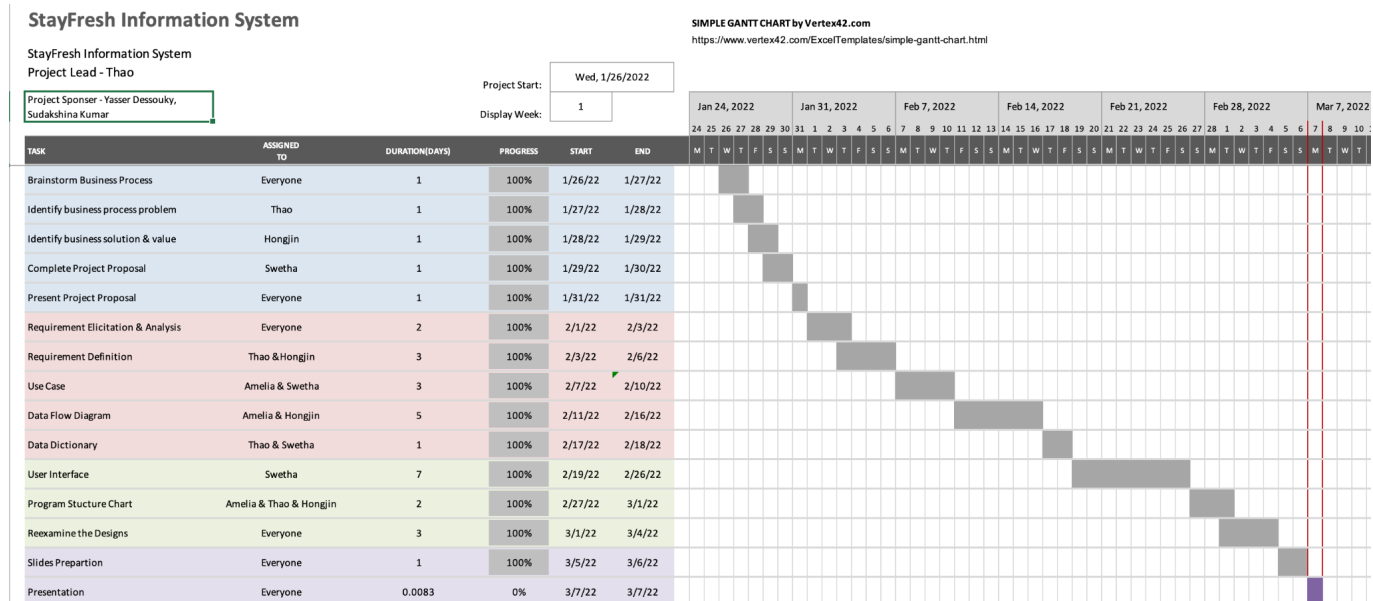 StayFresh Information System
SIMPLE GANTT CHART by Vertex42.com
https://www.vertex42.com/ExcelTemplates/simple-gantt-chart.html
StayFresh Information System
Project Lead - Thao
Project Start: Wed, 1/26/2022
Project Sponser - Yasser Dessouky,
Sudakshina Kumar
Display Week: 1
Jan 24, 2022 Jan 31, 2022 Feb 7, 2022 Feb 14, 2022 Feb 21, 2022 Feb 28, 2022 Mar 7, 2022
24 25 26 27 28 29 30 31 1 2 3 4 5 6 7 8 9 10 11 12 13 14 15 16 17 18 19 20 21 22 23 24 25 26 27 28 1 2 3 4 5 6 7 8 9 10
TASK ASSIGNED TO DURATION(DAYS) PROGRESS START END M T W T F S S M T W T F S S M T W T F S S M T W T F S S M T W T F S S M T W T F S S M T W T
Brainstorm Business Process Everyone 1 100% 1/26/22 1/27/22
Identify business process problem Thao 1 100% 1/27/22 1/28/22
Identify business solution & value Hongjin 1 100% 1/28/22 1/29/22
Complete Project Proposal Swetha 1 100% 1/29/22 1/30/22
Present Project Proposal Everyone 1 100% 1/31/22 1/31/22
Requirement Elicitation & Analysis Everyone 2 100% 2/1/22 2/3/22
Requirement Definition Thao &Hongjin 3 100% 2/3/22 2/6/22
Use Case Amelia & Swetha 3 100% 2/7/22 2/10/22
Data Flow Diagram Amelia & Hongjin 5 100% 2/11/22 2/16/22
Data Dictionary Thao & Swetha 1 100% 2/17/22 2/18/22
User Interface Swetha 7 100% 2/19/22 2/26/22
Program Stucture Chart Amelia & Thao & Hongjin 2 100% 2/27/22 3/1/22
Reexamine the Designs Everyone 3 100% 3/1/22 3/4/22
Slides Prepartion Everyone 1 100% 3/5/22 3/6/22
Presentation Everyone 0.0083 0% 3/7/22 3/7/22